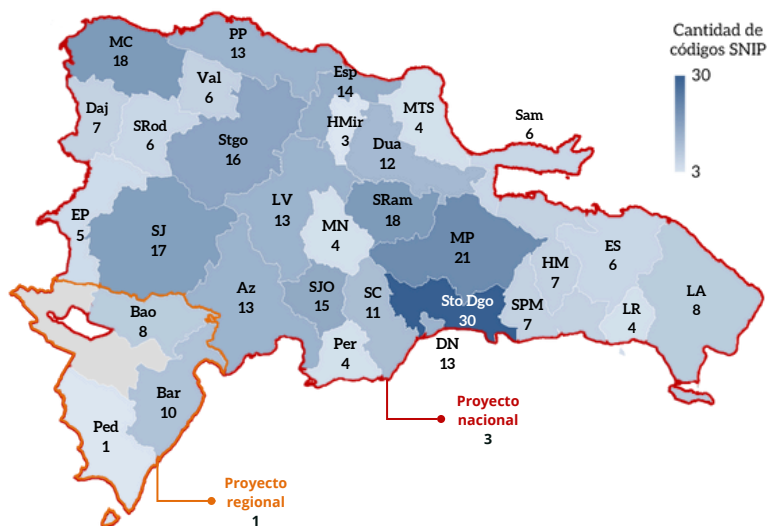 Cantidad de
códigos SNIP
30
3
MC
18
PP
13
Val
6
Esp
14
Daj
7
SRod
6
Stgo
16
HMir
3
MTS
4
Dua
12
Sam
6
EP
5
SJ
17
LV
13
MN
4
SRam
18
MP
21
HM
7
ES
6
LA
8
Bao
8
Az
13
SJO
15
SC
11
Sto Dgo
30
SPM
7
LR
4
Per
4
DN
13
Bar
10
Ped
1
Proyecto
nacional
3
Proyecto
regional
1